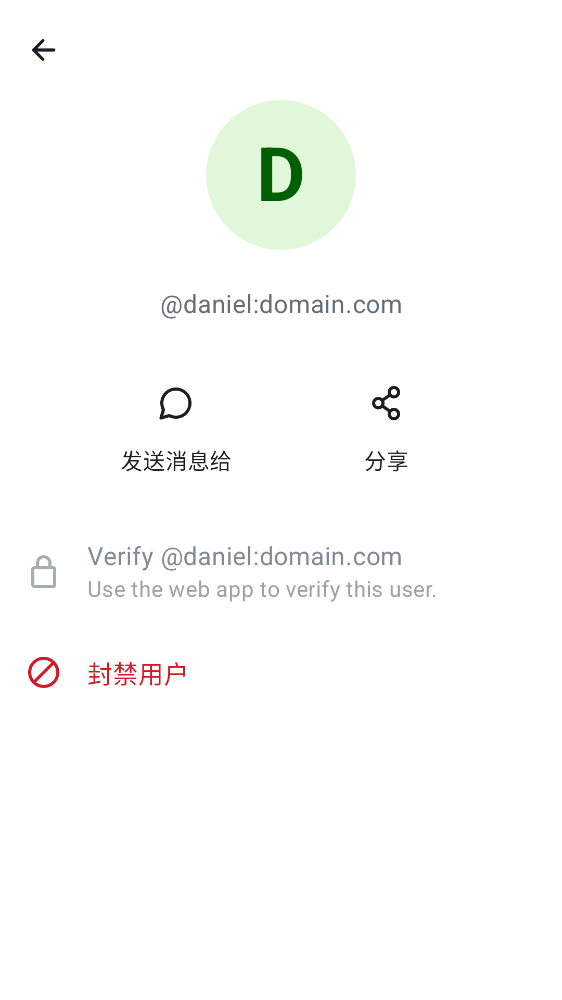 D
@daniel:domain.com
发送消息给
分享
Verify @daniel:domain.com
Use the web app to verify this user.
封禁用户